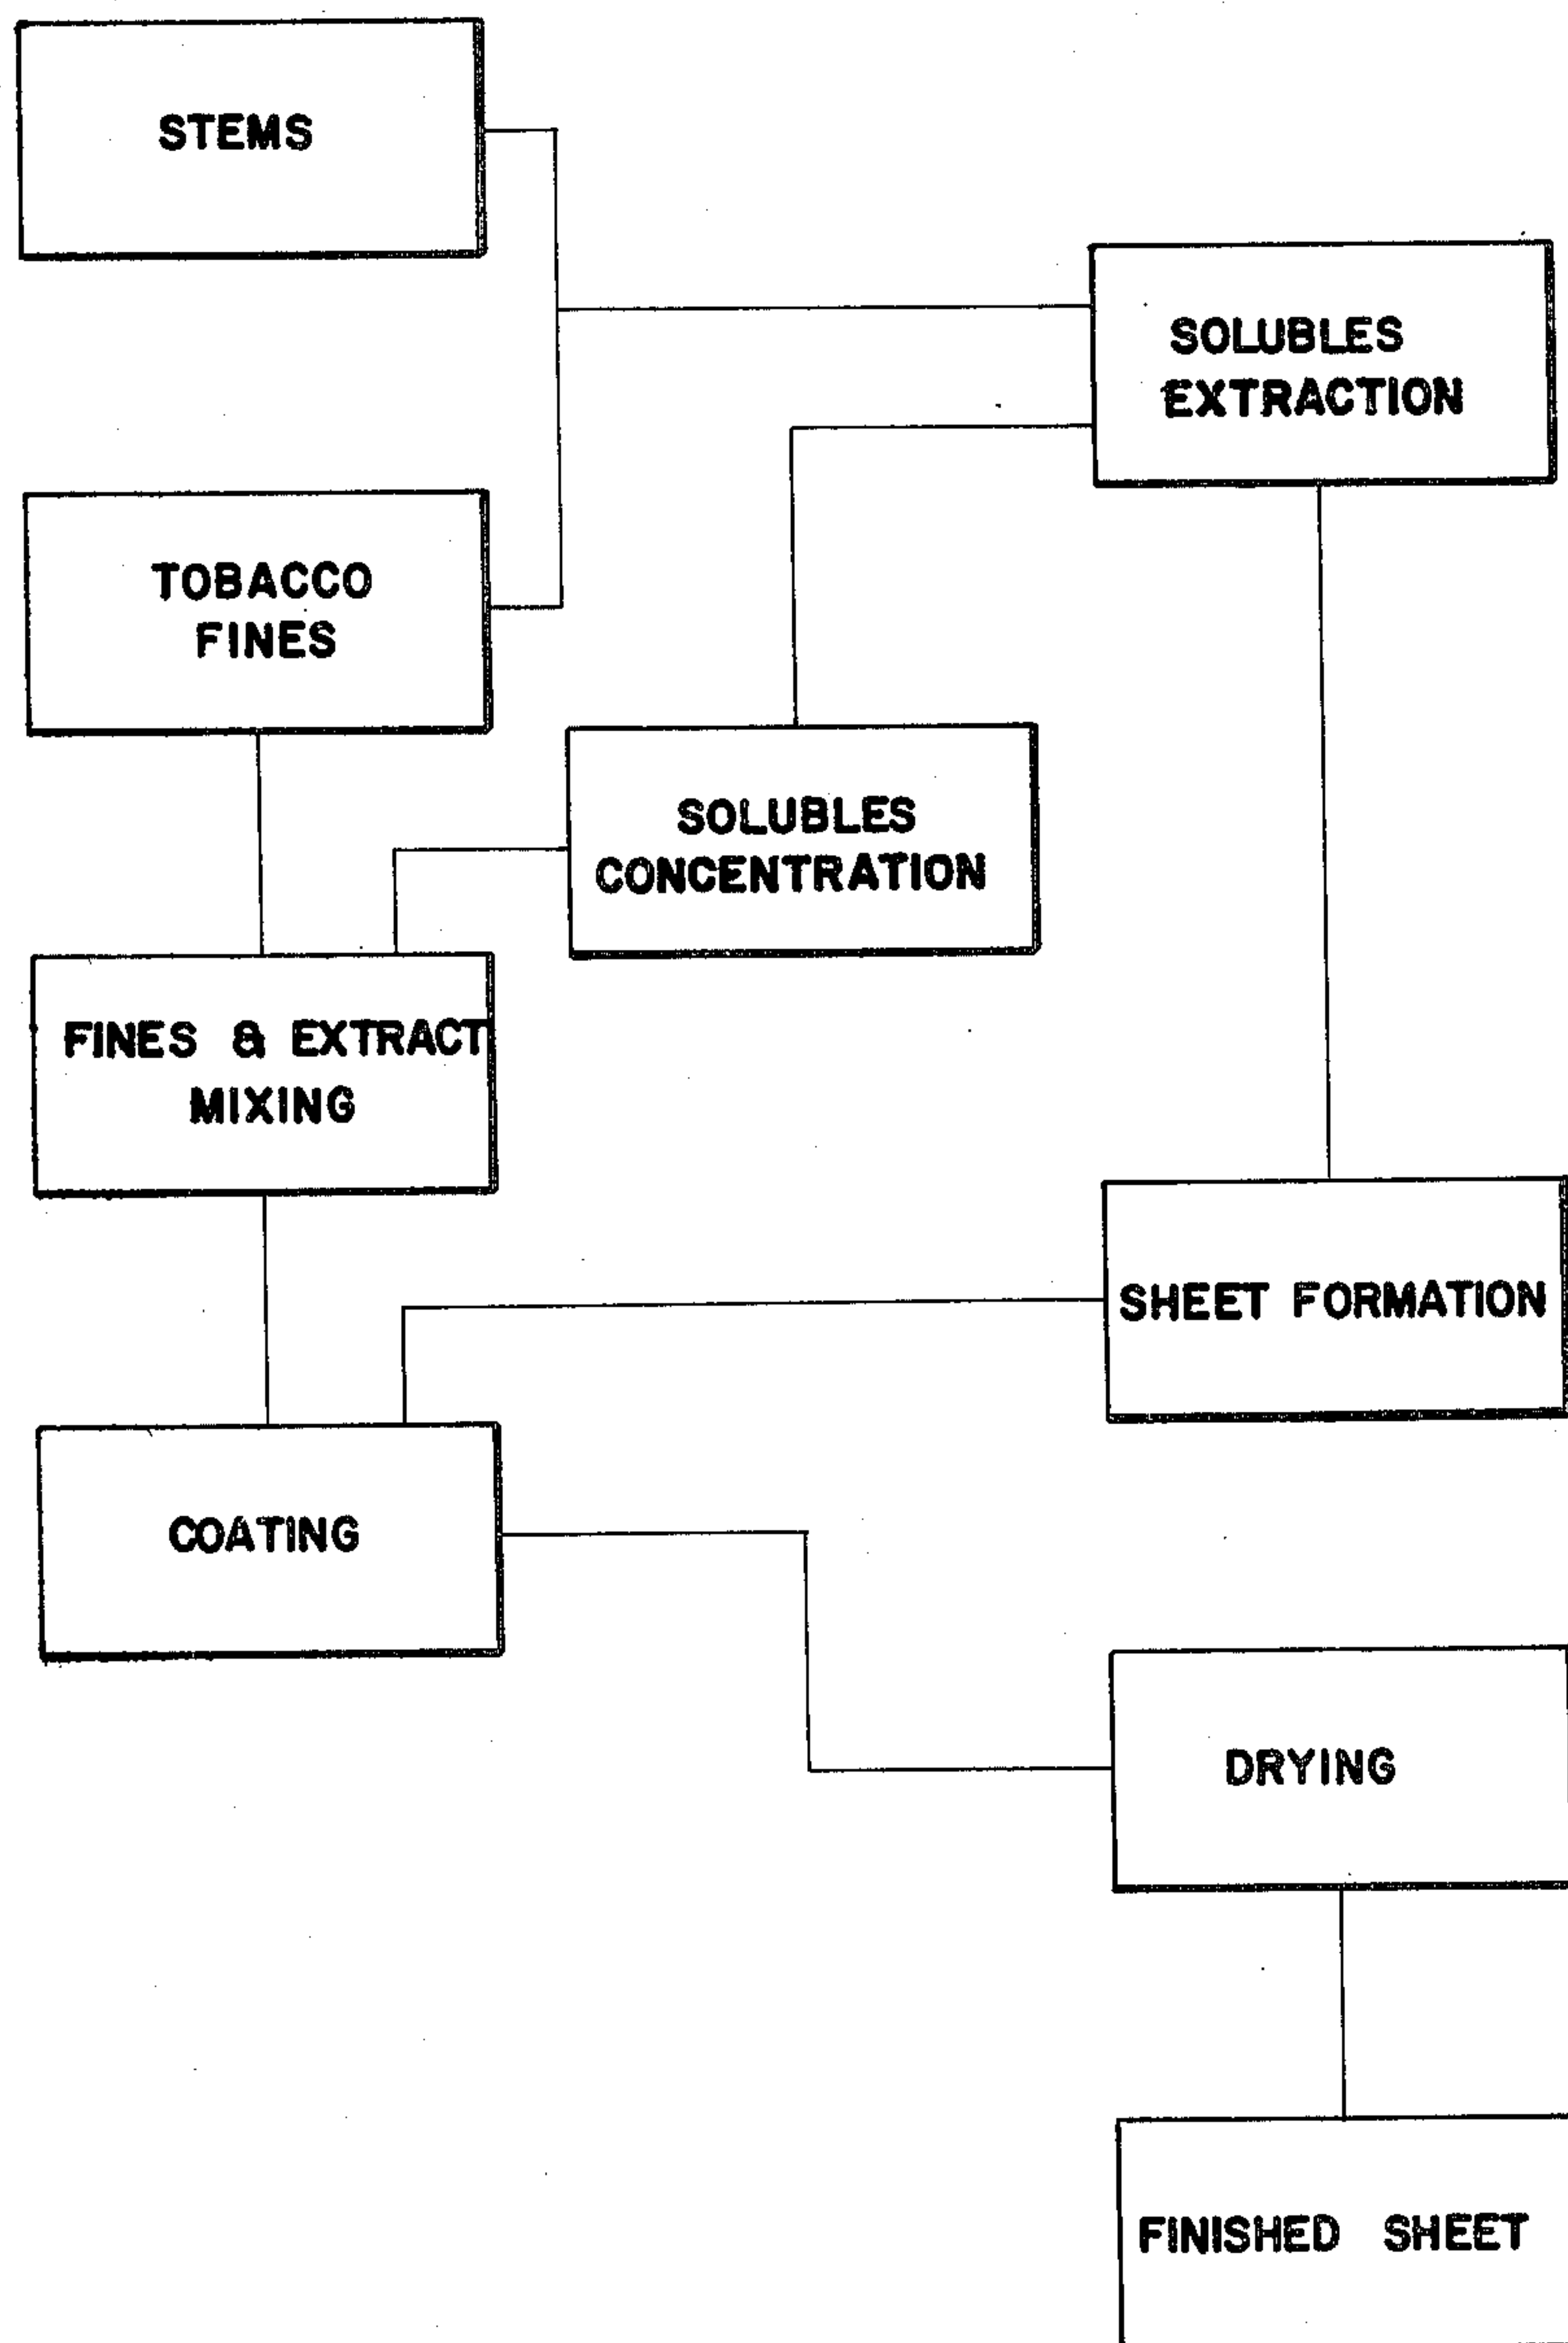 STEMS
SOLUBLES
EXTRACTION
TOBACCO
FINES
SOLUBLES
CONCENTRATION
FINES & EXTRACT
MIXING
SHEET FORMATION
COATING
DRYING
FINISHED SHEET